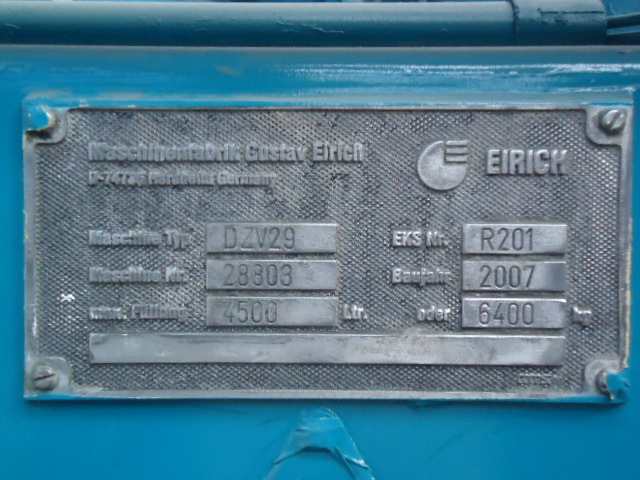 Maschinenfabrik Gustav Eirich
D-74736 Hardheim Germany
EIRICH
Maschine Typ DZV29 EKS Nr. R201
Maschine Nr. 28803 Baujahr 2007
max. Füllung 4500 Ltr. oder 6400 kg